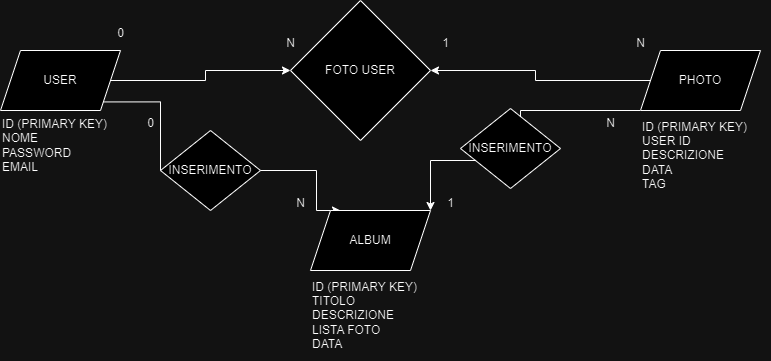 0
N
1
N
USER
FOTO USER
PHOTO
ID (PRIMARY KEY)
NOME
PASSWORD
EMAIL
0
INSERIMENTO
INSERIMENTO
N
ID (PRIMARY KEY)
USER ID
DESCRIZIONE
DATA
TAG
N
1
ALBUM
ID (PRIMARY KEY)
TITOLO
DESCRIZIONE
LISTA FOTO
DATA